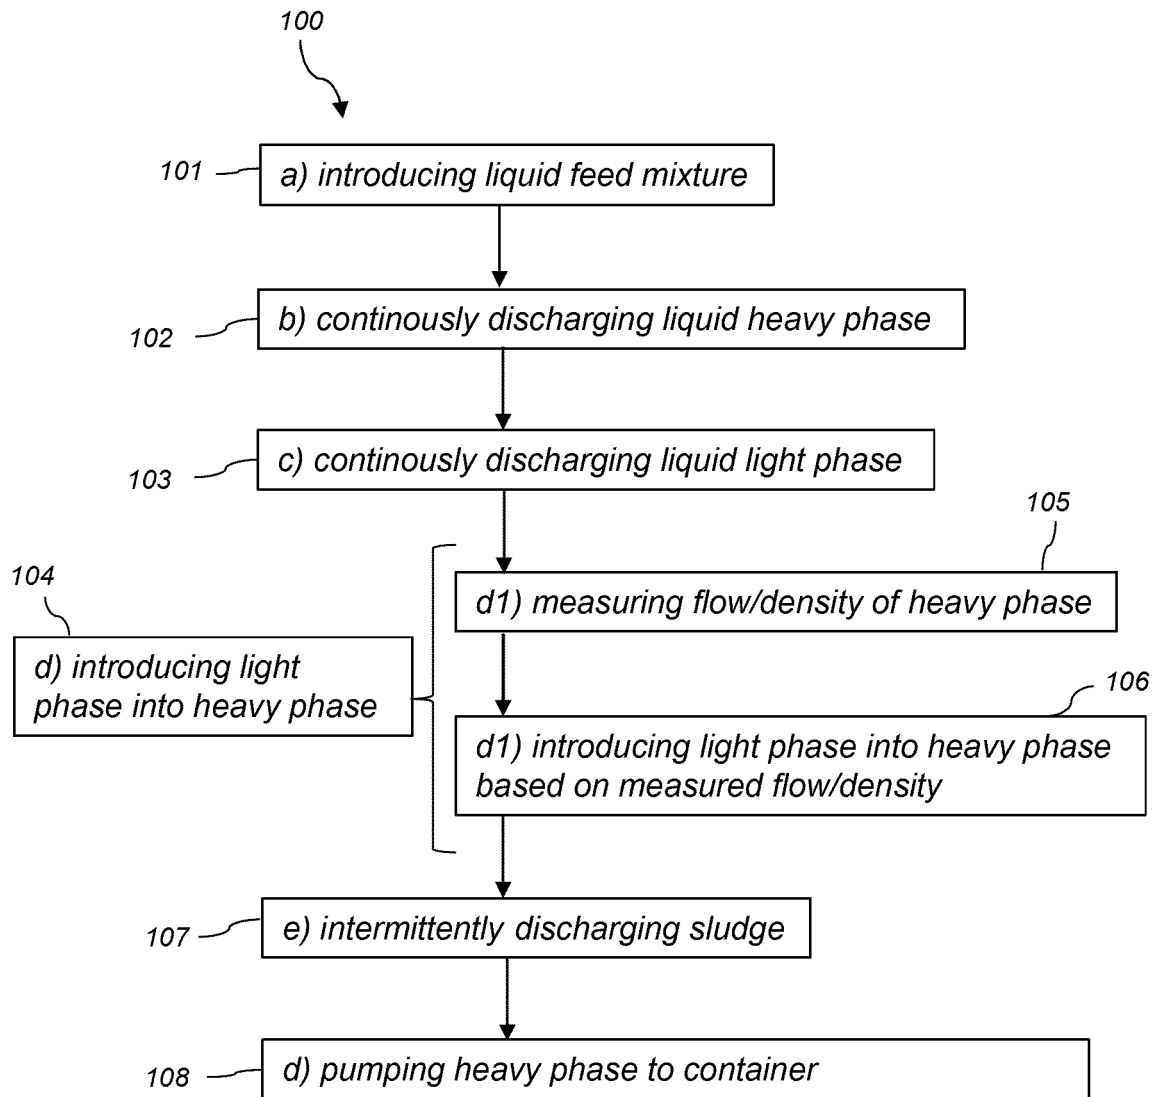 100
101
a) introducing liquid feed mixture
102
b) continously discharging liquid heavy phase
103
c) continously discharging liquid light phase
105
104
d1) measuring flow/density of heavy phase
d) introducing light
phase into heavy phase
106
d1) introducing light phase into heavy phase
based on measured flow/density
107
e) intermittently discharging sludge
108
d) pumping heavy phase to container